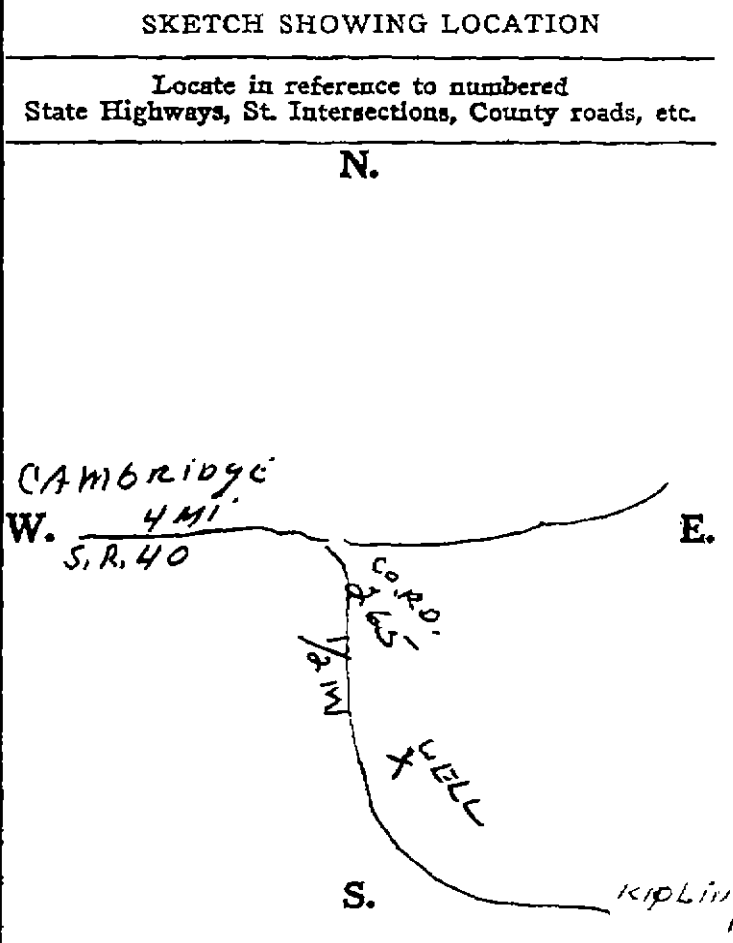 SKETCH SHOWING LOCATION
Locate in reference to numbered
State Highways, St. Intersections, County roads, etc.
N.
CAMbRidge
4 MI
W.
E.
S.R. 40
CO.RD.
265
1/2 MI
X WELL
S.